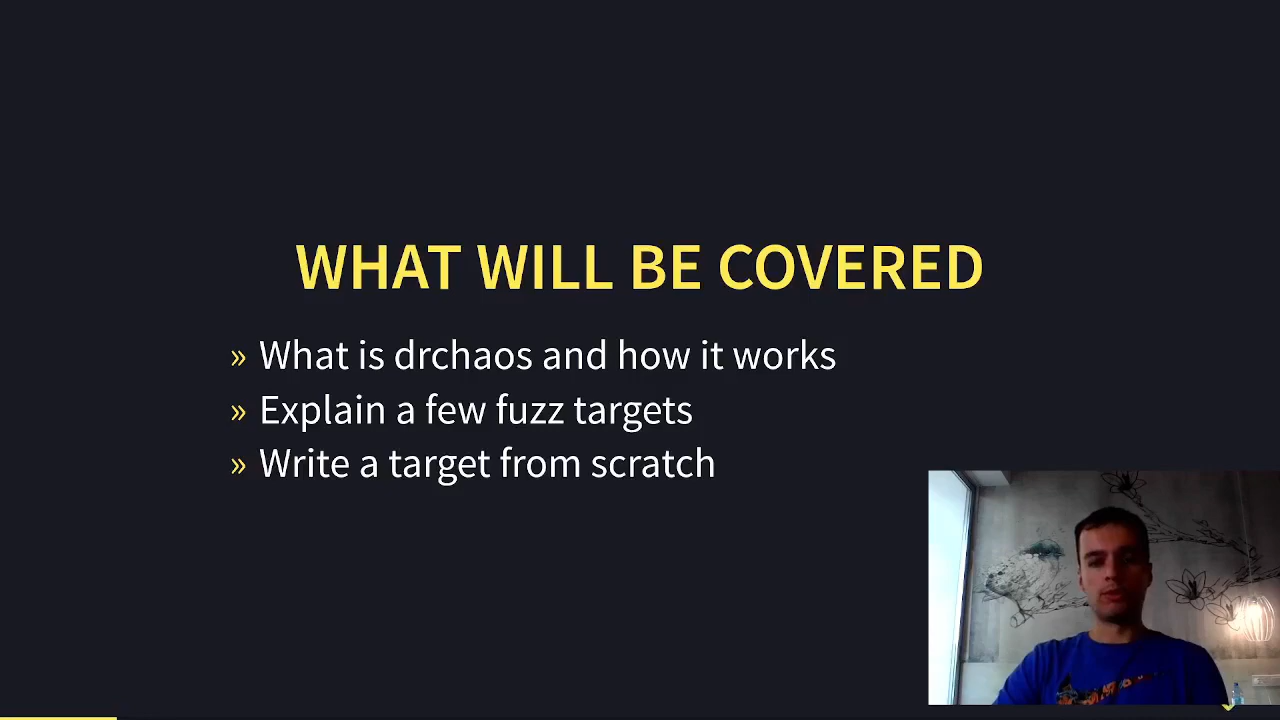 WHAT WILL BE COVERED
» What is drchaos and how it works
» Explain a few fuzz targets
» Write a target from scratch